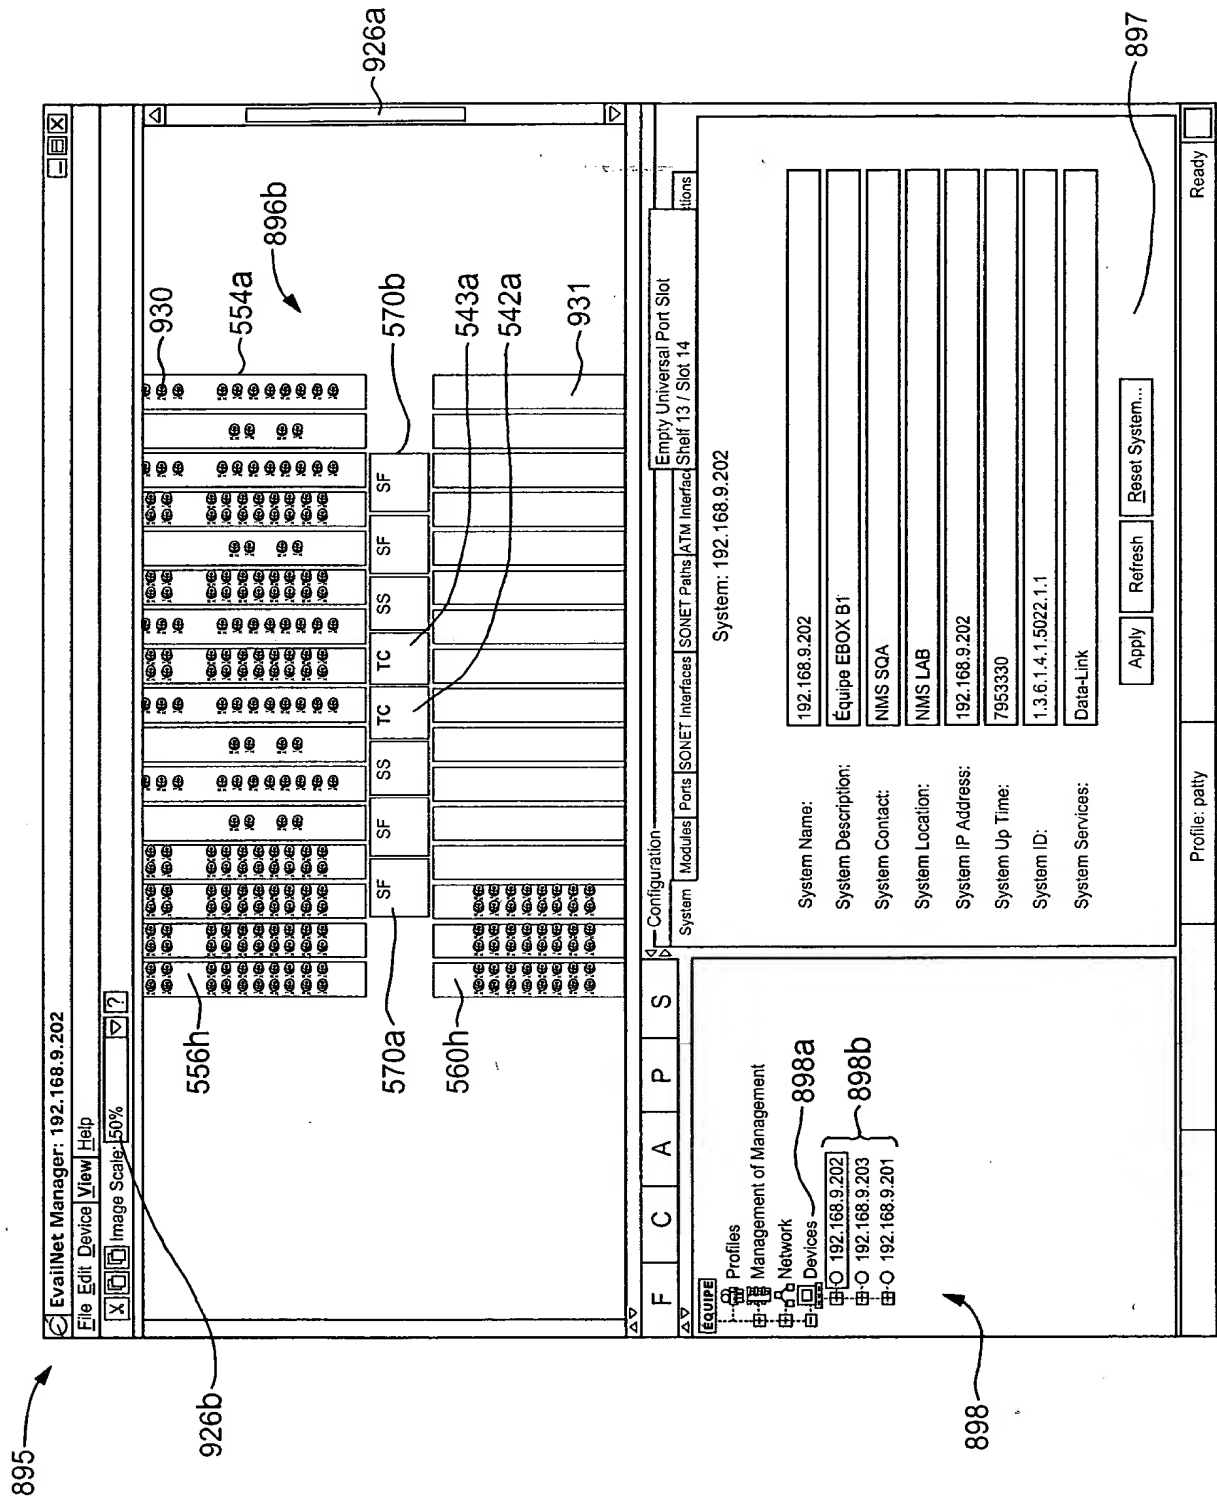 895
EvailNet Manager: 192.168.9.202
File Edit Device View Help
Image Scale: 50%
?
926b
926a
930
554a
896b
556h
SF
SF
SS
TC
TC
SS
SF
SF
570a
570b
543a
542a
560h
931
F C A P S
Configuration
Empty Universal Port Slot
Shelf 13 / Slot 14
System Modules Ports SONET Interfaces SONET Paths ATM Interfac
tions
EQUIPE
Profiles
Management of Management
Network
Devices
192.168.9.202
192.168.9.203
192.168.9.201
898a
898b
898
System: 192.168.9.202
System Name: 192.168.9.202
System Description: Equipe EBOX B1
System Contact: NMS SQA
System Location: NMS LAB
System IP Address: 192.168.9.202
System Up Time: 7953330
System ID: 1.3.6.1.4.1.5022.1.1
System Services: Data-Link
Apply Refresh Reset System...
897
Profile: patty
Ready